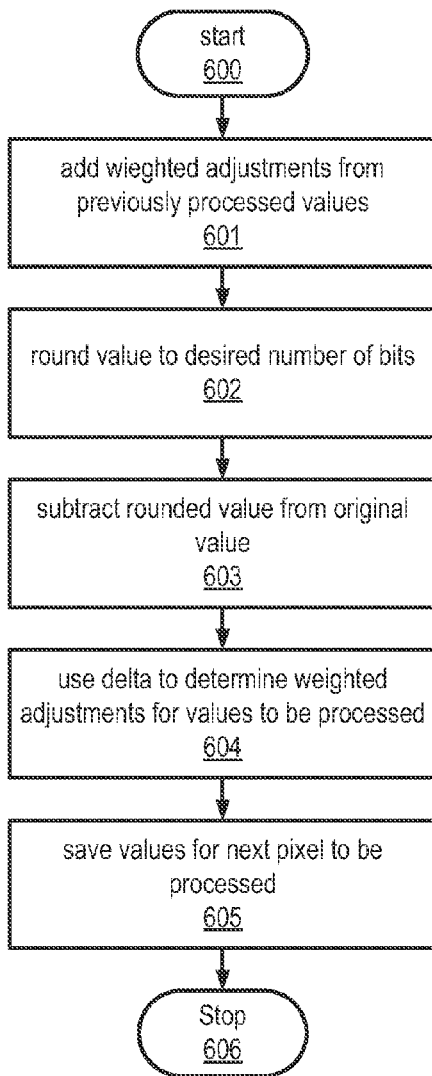 start
600
add wieghted adjustments from
previously processed values
601
round value to desired number of bits
602
subtract rounded value from original
value
603
use delta to determine weighted
adjustments for values to be processed
604
save values for next pixel to be
processed
605
Stop
606